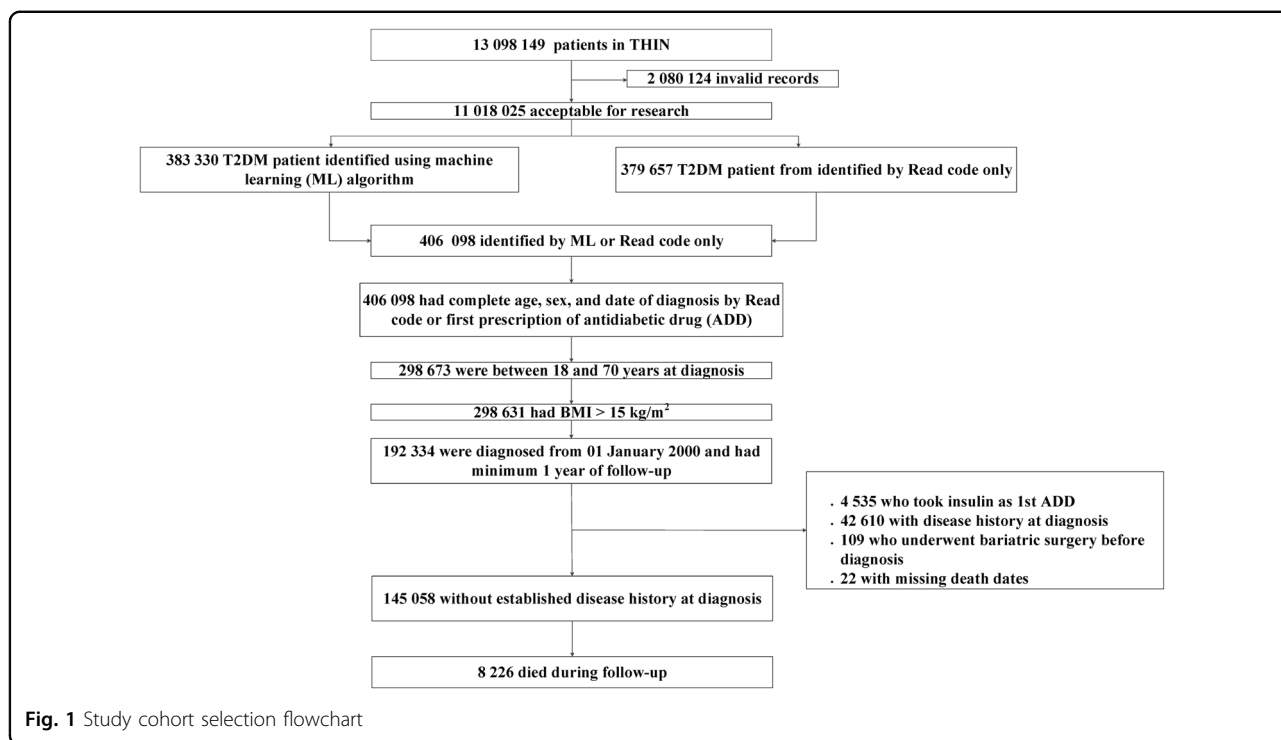 13 098 149 patients in THIN
2 080 124 invalid records
11 018 025 acceptable for research
383 330 T2DM patient identified using machine
learning (ML) algorithm
379 657 T2DM patient from identified by Read code only
406 098 identified by ML or Read code only
406 098 had complete age, sex, and date of diagnosis by Read
code or first prescription of antidiabetic drug (ADD)
298 673 were between 18 and 70 years at diagnosis
298 631 had BMI > 15 kg/m²
192 334 were diagnosed from 01 January 2000 and had
minimum 1 year of follow-up
. 4 535 who took insulin as 1st ADD
. 42 610 with disease history at diagnosis
. 109 who underwent bariatric surgery before
diagnosis
. 22 with missing death dates
145 058 without established disease history at diagnosis
8 226 died during follow-up
Fig. 1 Study cohort selection flowchart